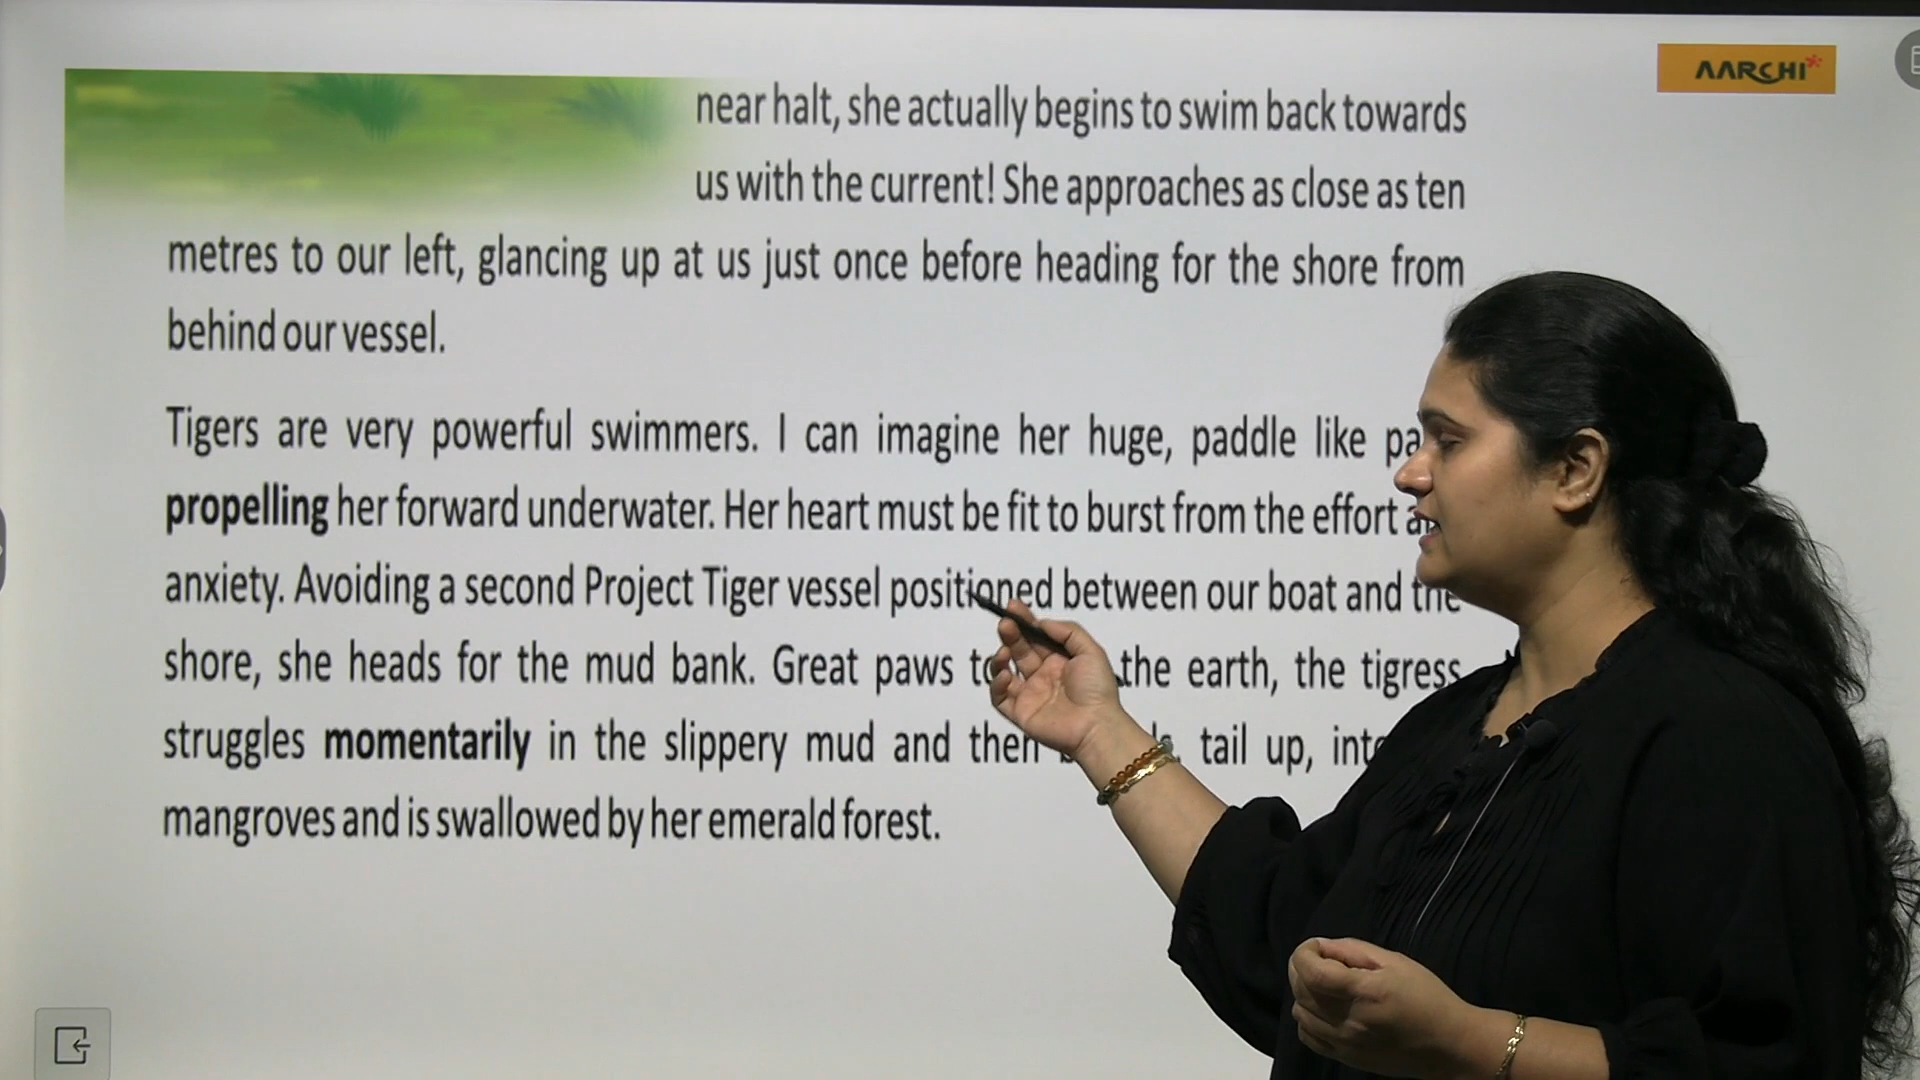 AARCHI
near halt, she actually begins to swim back towards
us with the current! She approaches as close as ten
metres to our left, glancing up at us just once before heading for the shore from
behind our vessel.
Tigers are very powerful swimmers. I can imagine her huge, paddle like
propelling her forward underwater. Her heart must be fit to burst from the effort
anxiety. Avoiding a second Project Tiger vessel positioned between our boat and the
shore, she heads for the mud bank. Great paws the earth, the tigress
struggles momentarily in the slippery mud and then tail up,
mangroves and is swallowed by her emerald forest.